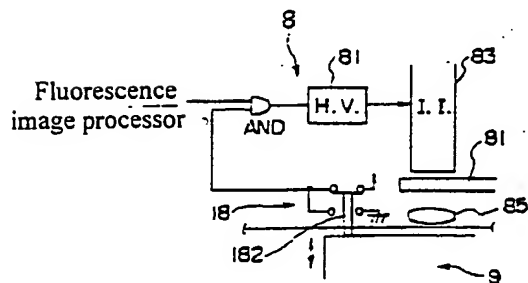 8
81
83
Fluorescence
image processor
AND
H.V.
I.I.
81
18
85
182
9